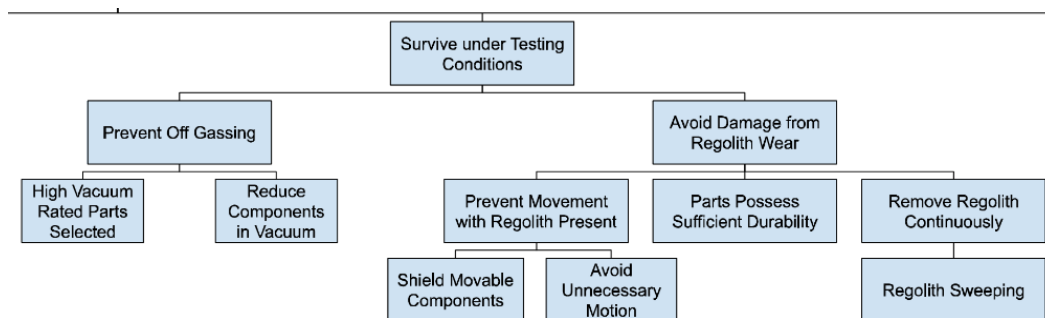 Survive under Testing
Conditions
Prevent Off Gassing
Avoid Damage from
Regolith Wear
High Vacuum
Rated Parts
Selected
Reduce
Components
in Vacuum
Prevent Movement
with Regolith Present
Parts Possess
Sufficient Durability
Remove Regolith
Continuously
Shield Movable
Components
Avoid
Unnecessary
Motion
Regolith Sweeping